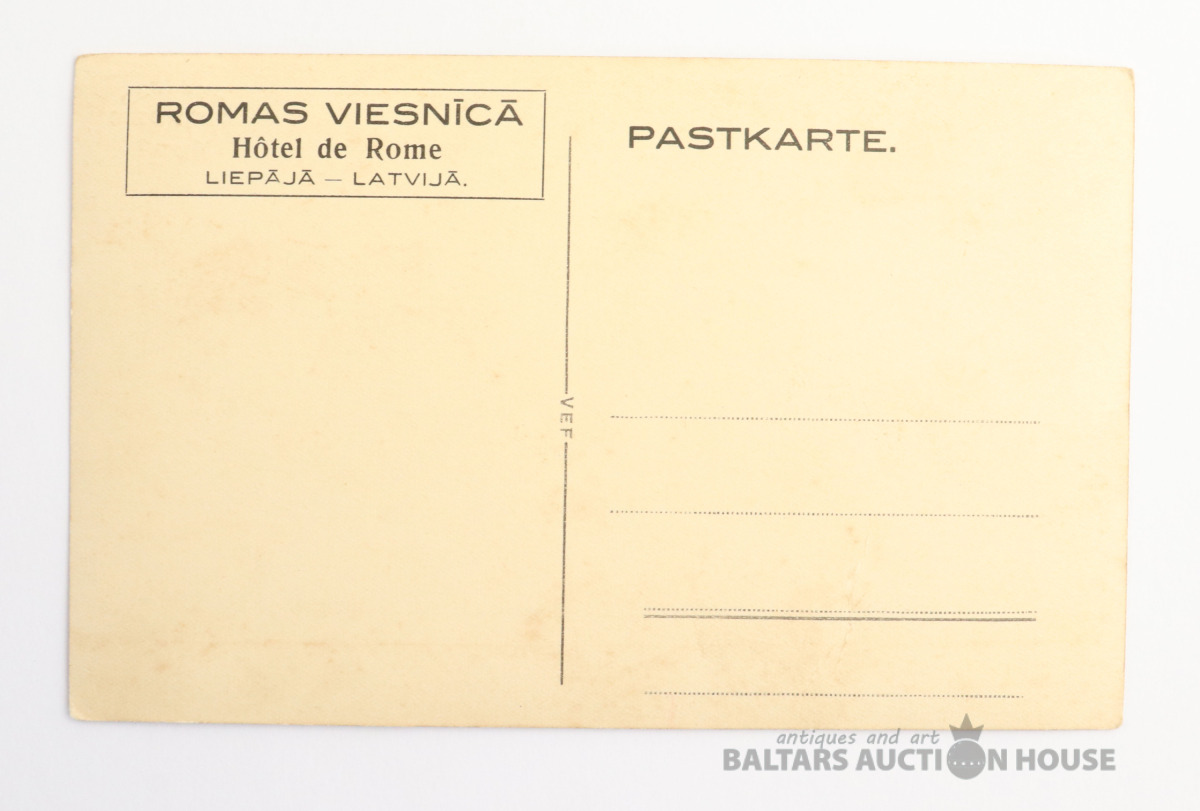 ROMAS VIESNĪCĀ
Hôtel de Rome
LIEPĀJĀ — LATVIJĀ.
PASTKARTE.
VEF
antiques and art
BALTARS AUCTION HOUSE